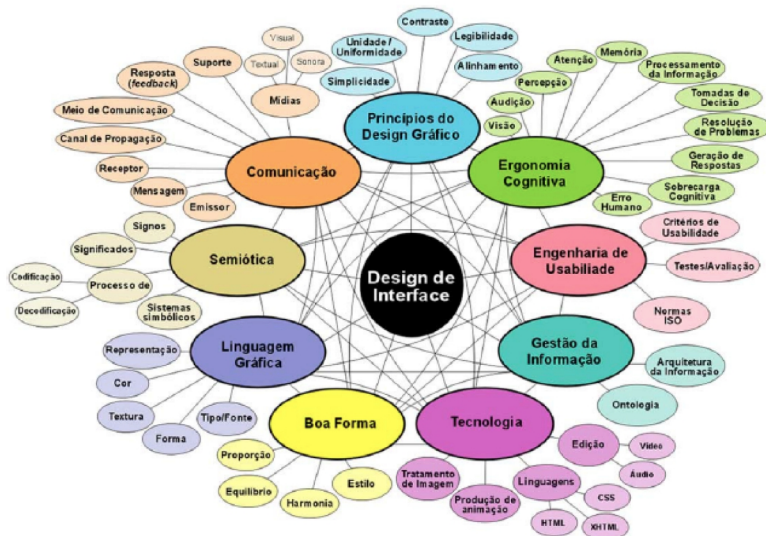 Design de
Interface
Princípios do
Design Gráfico
Simplicidade
Unidade /
Uniformidade
Contraste
Legibilidade
Alinhamento
Ergonomia
Cognitiva
Visão
Audição
Percepção
Atenção
Memória
Processamento
da Informação
Tomadas de
Decisão
Resolução de
Problemas
Geração de
Respostas
Sobrecarga
Cognitiva
Erro
Humano
Engenharia de
Usabiliade
Critérios de
Usabilidade
Testes/Avaliação
Normas
ISO
Gestão da
Informação
Arquitetura
da Informação
Ontologia
Tecnologia
Edição
Vídeo
Áudio
Linguagens
CSS
XHTML
HTML
Produção de
animação
Tratamento
de Imagem
Boa Forma
Estilo
Harmonia
Equilíbrio
Proporção
Linguagem
Gráfica
Tipo/Fonte
Forma
Textura
Cor
Representação
Semiótica
Sistemas
simbólicos
Processo de
Codificação
Decedificação
Significados
Signos
Comunicação
Emissor
Mensagem
Receptor
Canal de Propagação
Meio de Comunicação
Resposta
(feedback)
Suporte
Mídias
Textual
Visual
Sonora